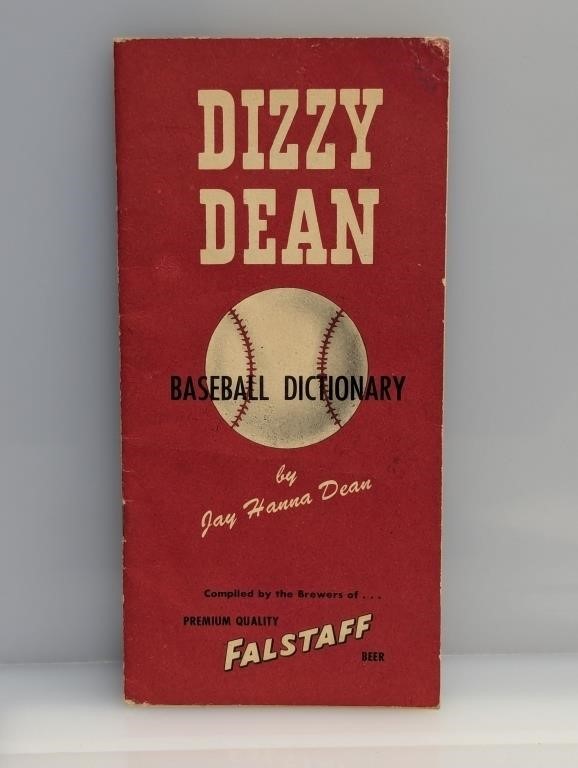 DIZZY
DEAN
BASEBALL DICTIONARY
by
Jay Hanna Dean
Compiled by the Brewers of . . .
PREMIUM QUALITY
FALSTAFF
BEER